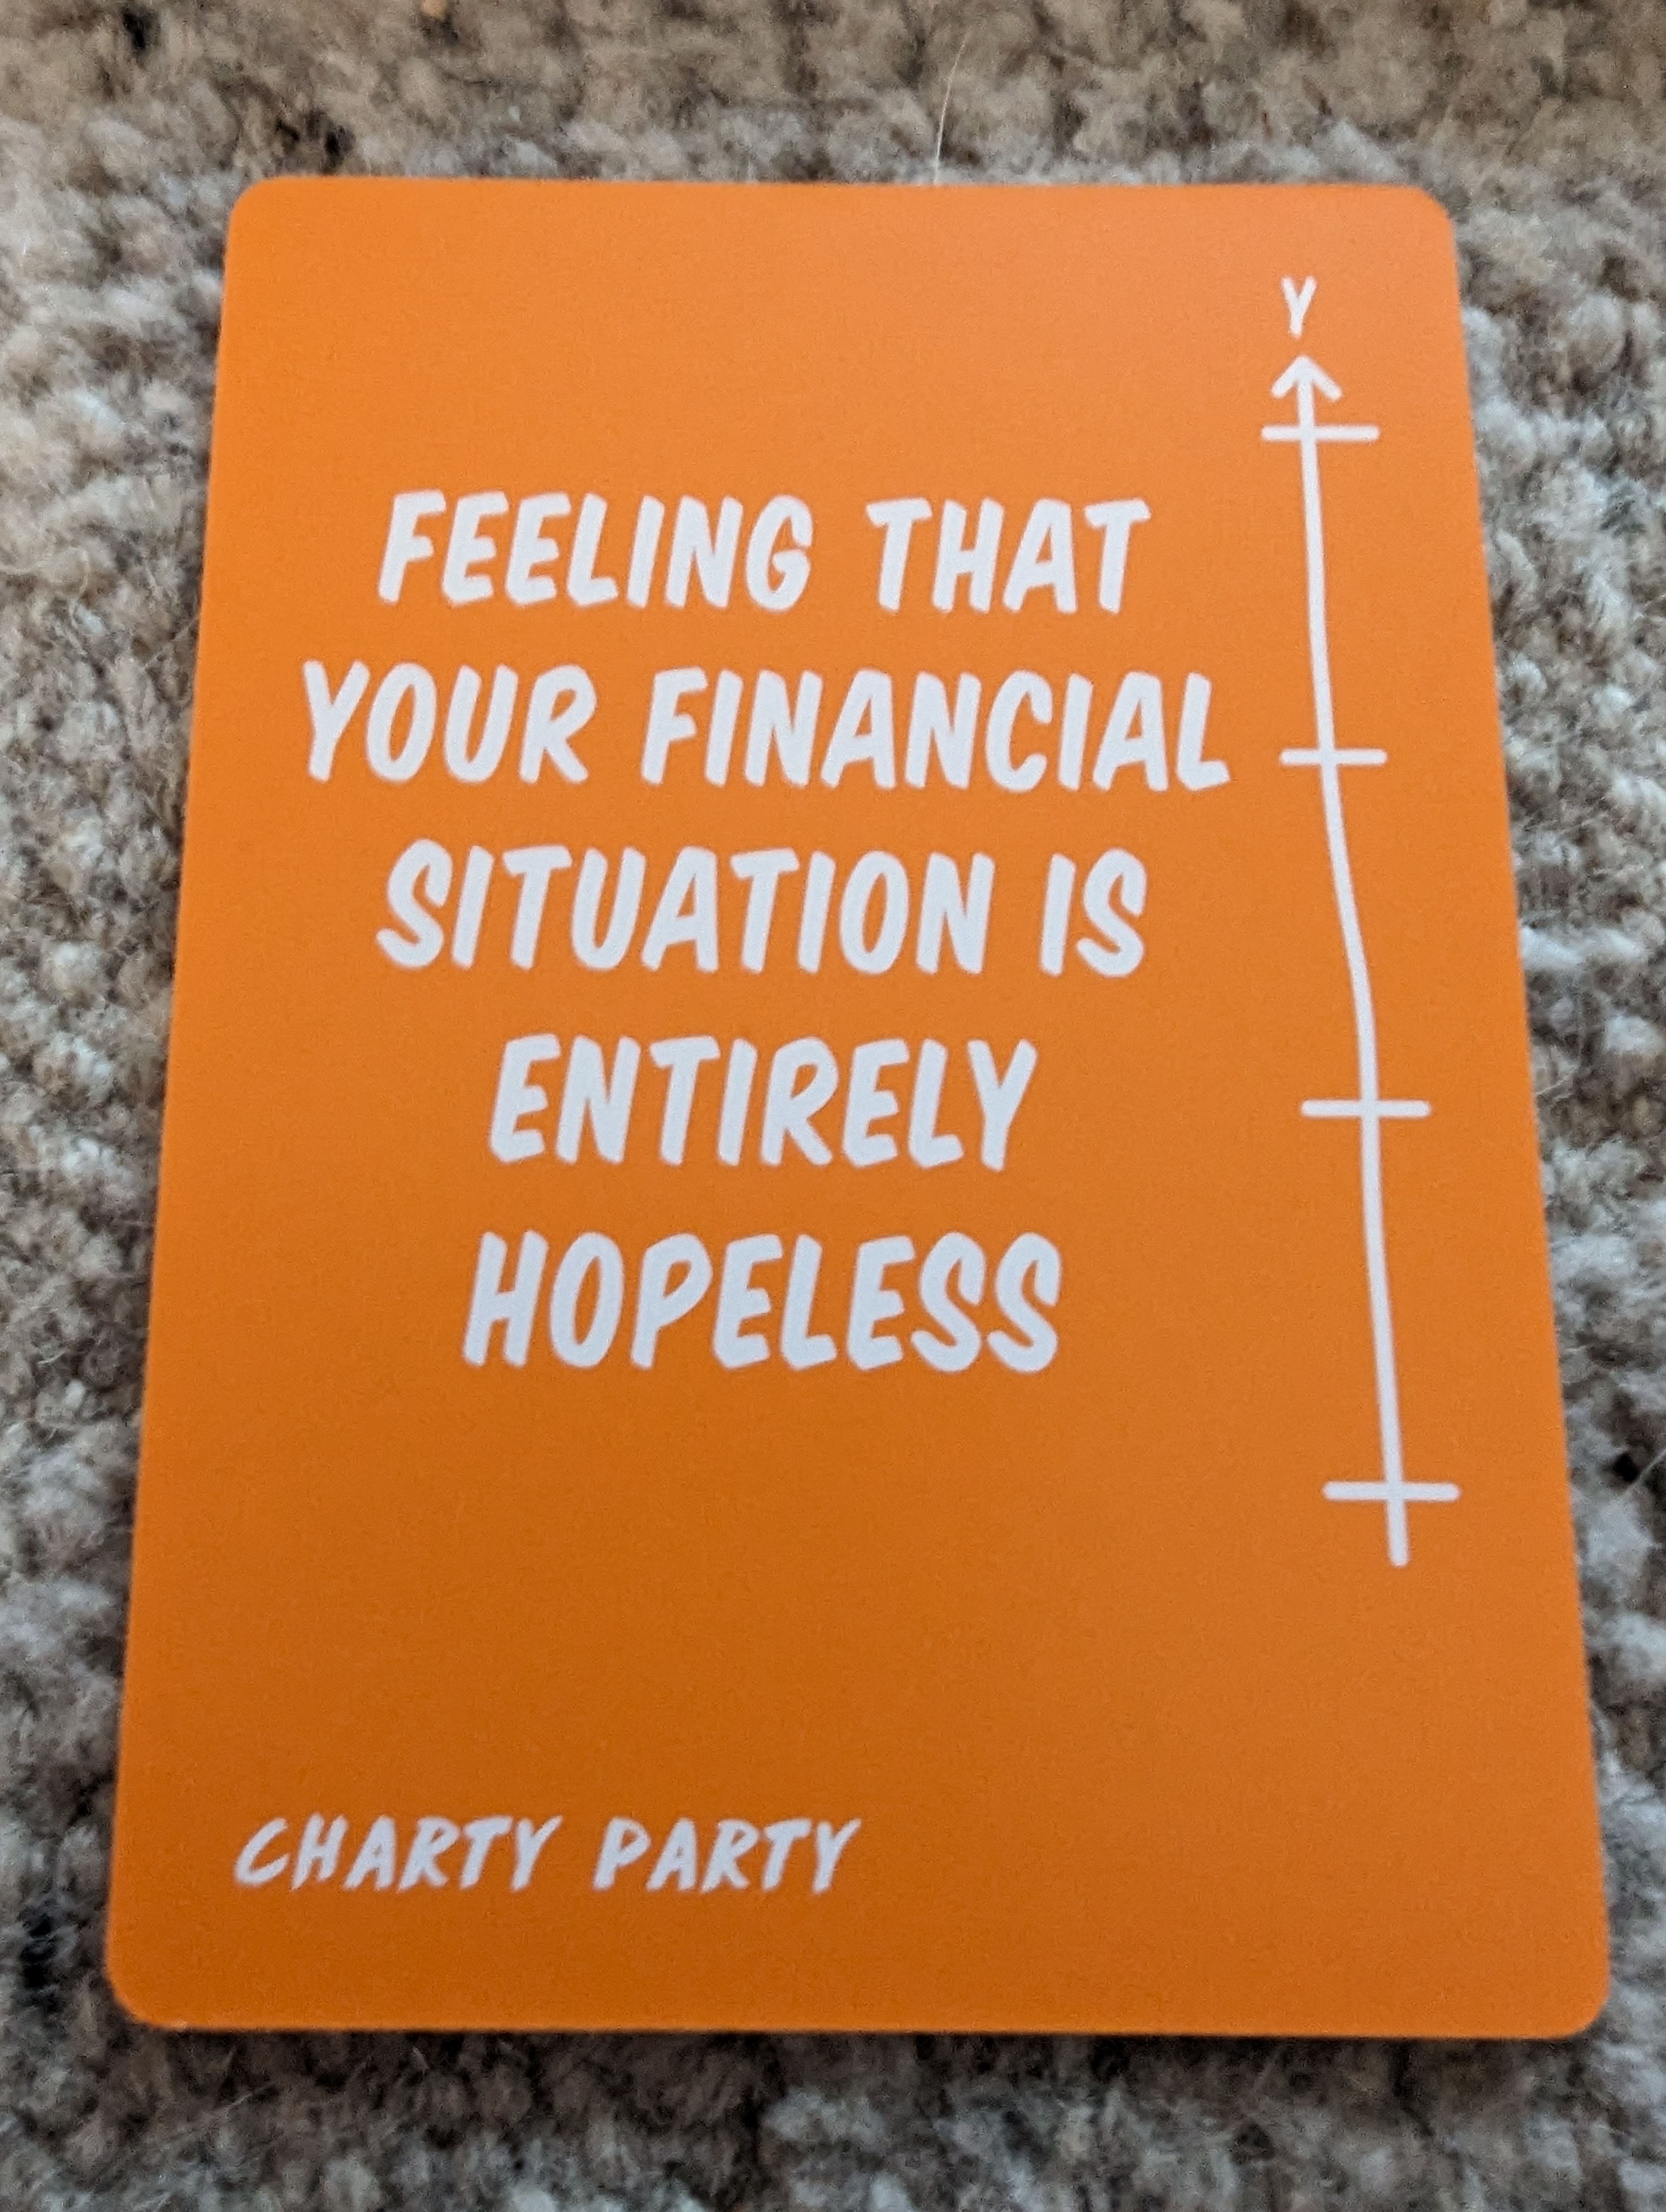 Y
FEELING THAT
YOUR FINANCIAL
SITUATION IS
ENTIRELY
HOPELESS
CHARTY PARTY